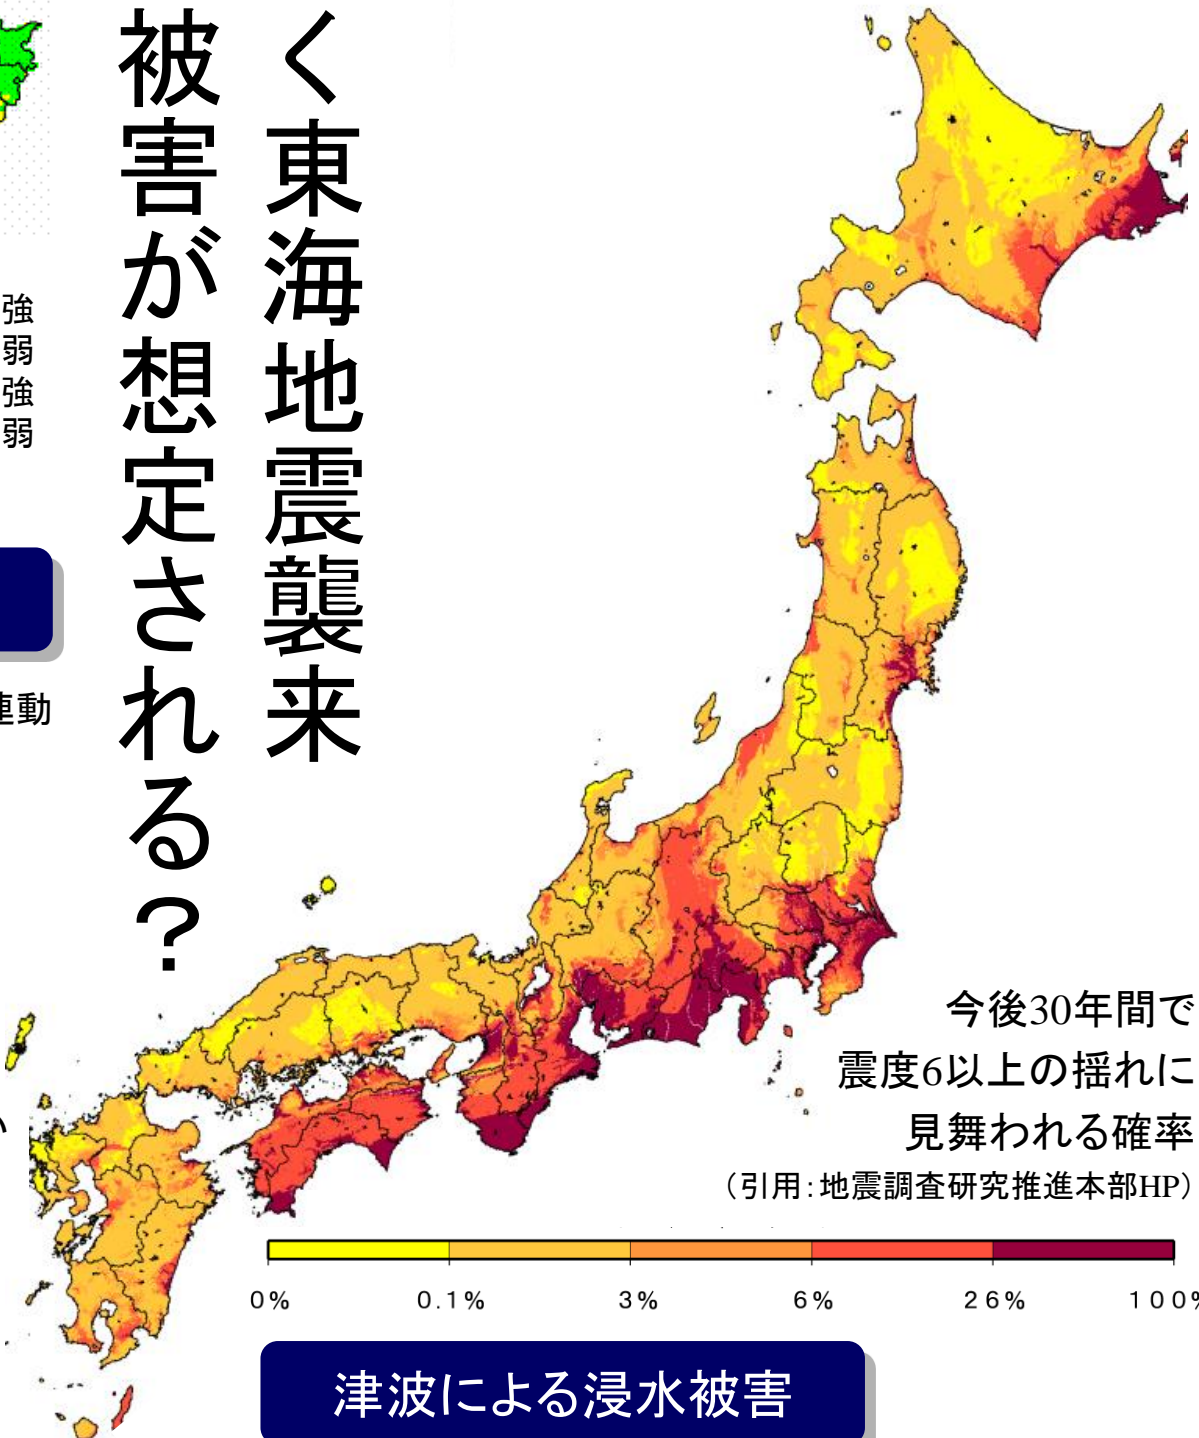 く東海地震襲来
被害が想定される?
強
弱
強
弱
連動
今後30年間で
震度6以上の揺れに
見舞われる確率
（引用：地震調査研究推進本部HP）
0% 0.1% 3% 6% 26% 100%
津波による浸水被害